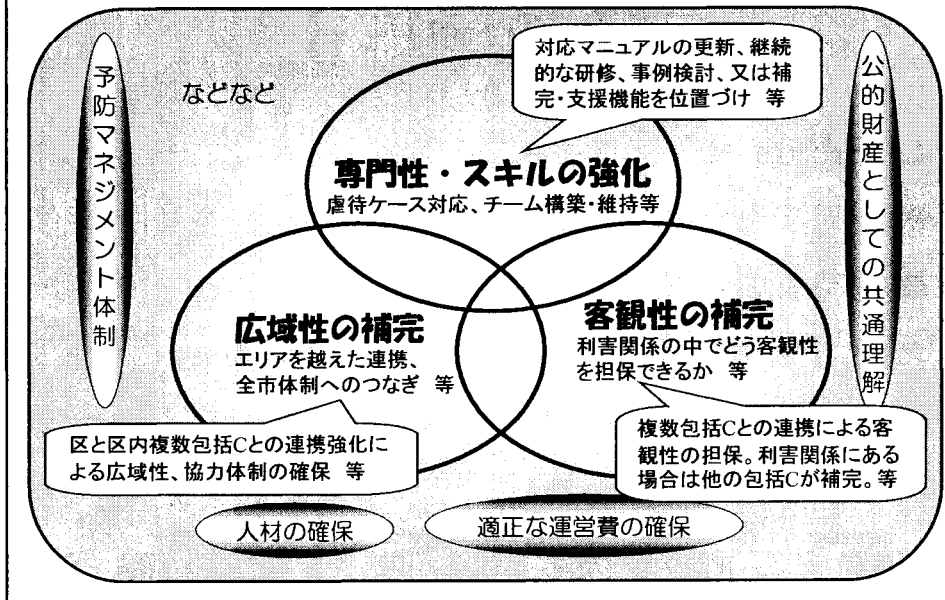 対応マニュアルの更新、継続
的な研修、事例検討、又は補
完・支援機能を位置づけ 等
などなど
予防マネジメント体制
公的財産としての共通理解
専門性・スキルの強化
虐待ケース対応、チーム構築・維持等
広域性の補完
エリアを越えた連携、
全市体制へのつなぎ 等
客観性の補完
利害関係の中でどう客観性
を担保できるか 等
区と区内複数包括Cとの連携強化に
よる広域性、協力体制の確保 等
複数包括Cとの連携による客
観性の担保。利害関係にある
場合は他の包括Cが補完。等
人材の確保
適正な運営費の確保